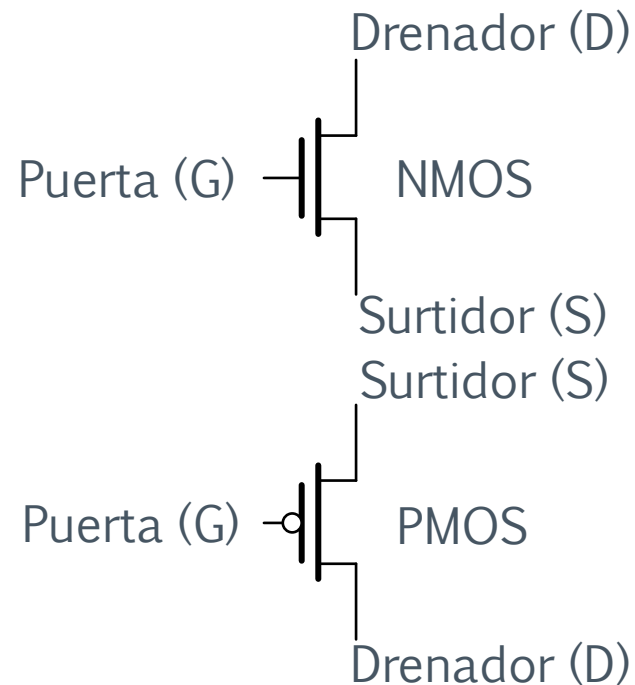 Drenador (D)
Puerta (G)
NMOS
Surtidor (S)
Surtidor (S)
Puerta (G)
PMOS
Drenador (D)